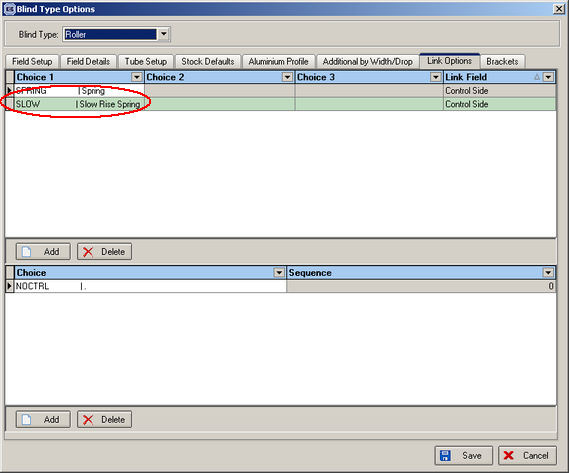 Blind Type Options
Blind Type: Roller
Field Setup Field Details Tube Setup Stock Defaults Aluminium Profile Additional by Width/Drop Link Options Brackets
Choice 1 Choice 2 Choice 3 Link Field
SPRING | Spring Control Side
SLOW | Slow Rise Spring Control Side
Add Delete
Choice Sequence
NOCTRL | . 0
Add Delete
Save Cancel